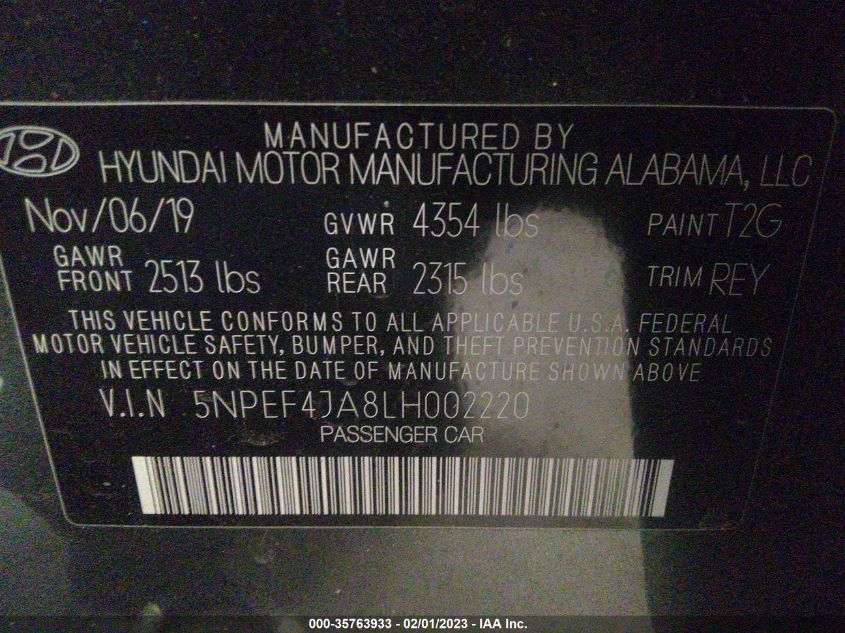 MANUFACTURED BY
HYUNDAI MOTOR MANUFACTURING ALABAMA, LLC
Nov/06/19 GVWR 4354 lbs PAINT T2G
GAWR FRONT 2513 lbs GAWR REAR 2315 lbs TRIM REY
THIS VEHICLE CONFORMS TO ALL APPLICABLE U.S.A. FEDERAL
MOTOR VEHICLE SAFETY, BUMPER, AND THEFT PREVENTION STANDARDS
IN EFFECT ON THE DATE OF MANUFACTURE SHOWN ABOVE
V.I.N 5NPEF4JA8LH002220
PASSENGER CAR
000-35763933 - 02/01/2023 - IAA Inc.